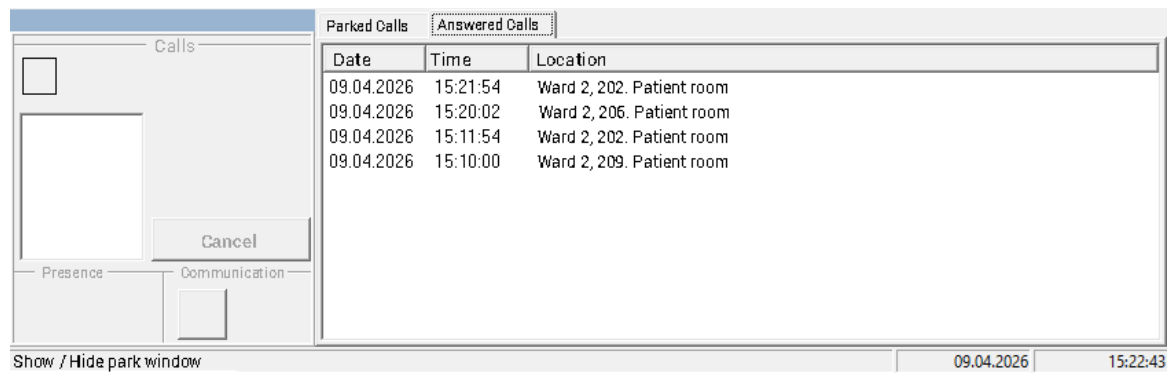 Parked Calls Answered Calls
Calls
Date Time Location
09.04.2026 15:21:54 Ward 2, 202. Patient room
09.04.2026 15:20:02 Ward 2, 206. Patient room
09.04.2026 15:11:54 Ward 2, 202. Patient room
09.04.2026 15:10:00 Ward 2, 209. Patient room
Cancel
Presence Communication
Show / Hide park window 09.04.2026 15:22:43